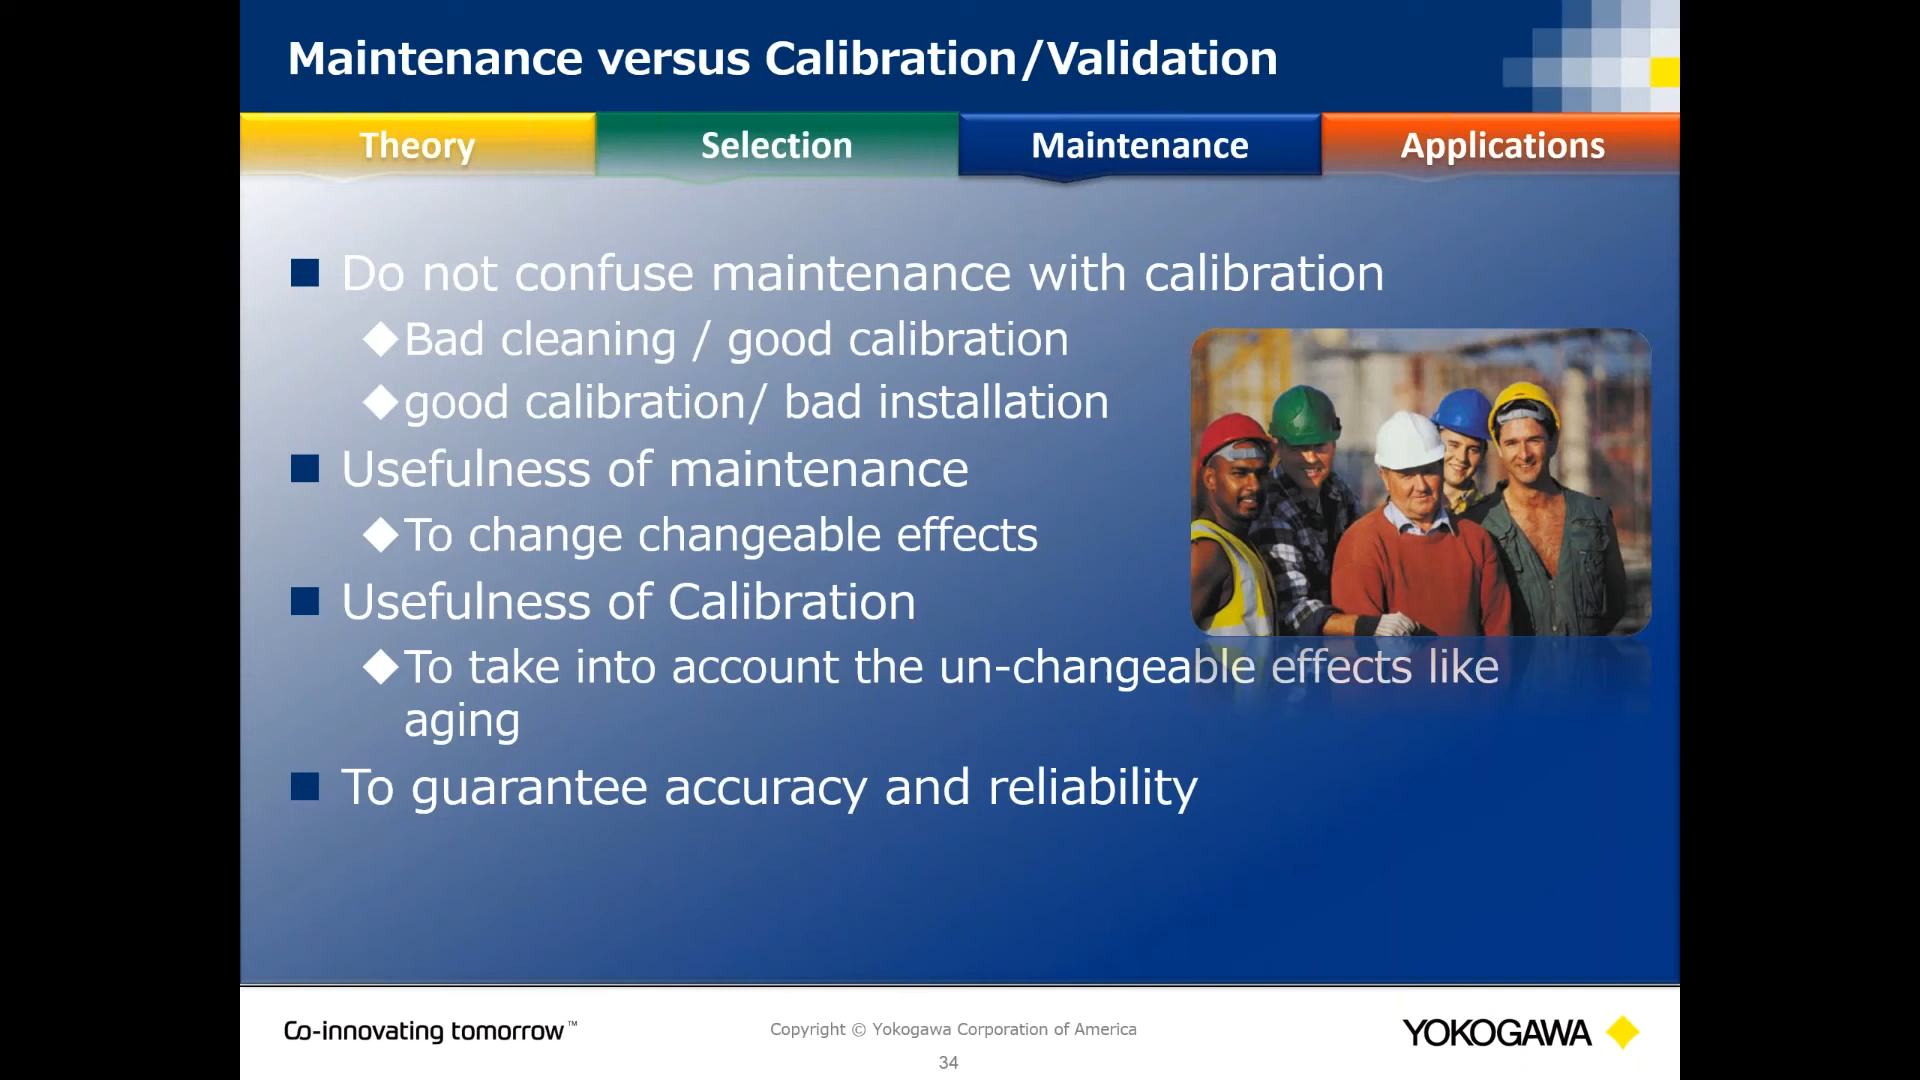 Maintenance versus Calibration/Validation
Theory
Selection
Maintenance
Applications
Do not confuse maintenance with calibration
Bad cleaning / good calibration
good calibration/ bad installation
Usefulness of maintenance
To change changeable effects
Usefulness of Calibration
To take into account the un-changeable effects like
aging
To guarantee accuracy and reliability
Co-innovating tomorrow™
Copyright © Yokogawa Corporation of America
YOKOGAWA
34